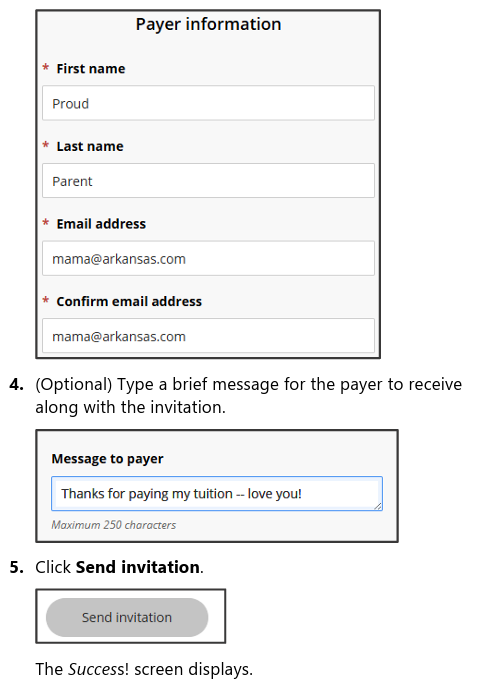 Payer information
* First name
Proud
* Last name
Parent
* Email address
mama@arkansas.com
* Confirm email address
mama@arkansas.com
4. (Optional) Type a brief message for the payer to receive
along with the invitation.
Message to payer
Thanks for paying my tuition -- love you!
Maximum 250 characters
5. Click Send invitation.
Send invitation
The Success! screen displays.